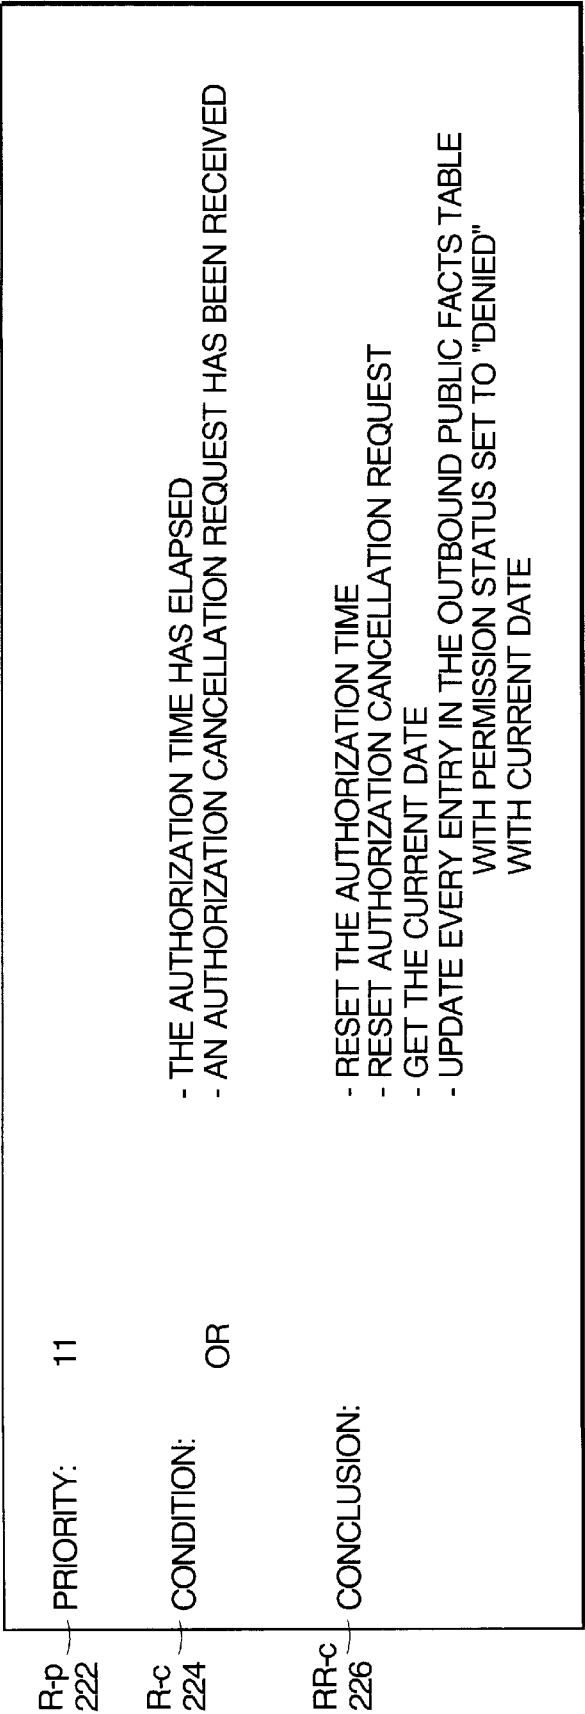 R-p
222
PRIORITY: 11
R-c
224
CONDITION: - THE AUTHORIZATION TIME HAS ELAPSED
OR - AN AUTHORIZATION CANCELLATION REQUEST HAS BEEN RECEIVED
RR-c
226
CONCLUSION: - RESET THE AUTHORIZATION TIME
- RESET AUTHORIZATION CANCELLATION REQUEST
- GET THE CURRENT DATE
- UPDATE EVERY ENTRY IN THE OUTBOUND PUBLIC FACTS TABLE
WITH PERMISSION STATUS SET TO "DENIED"
WITH CURRENT DATE